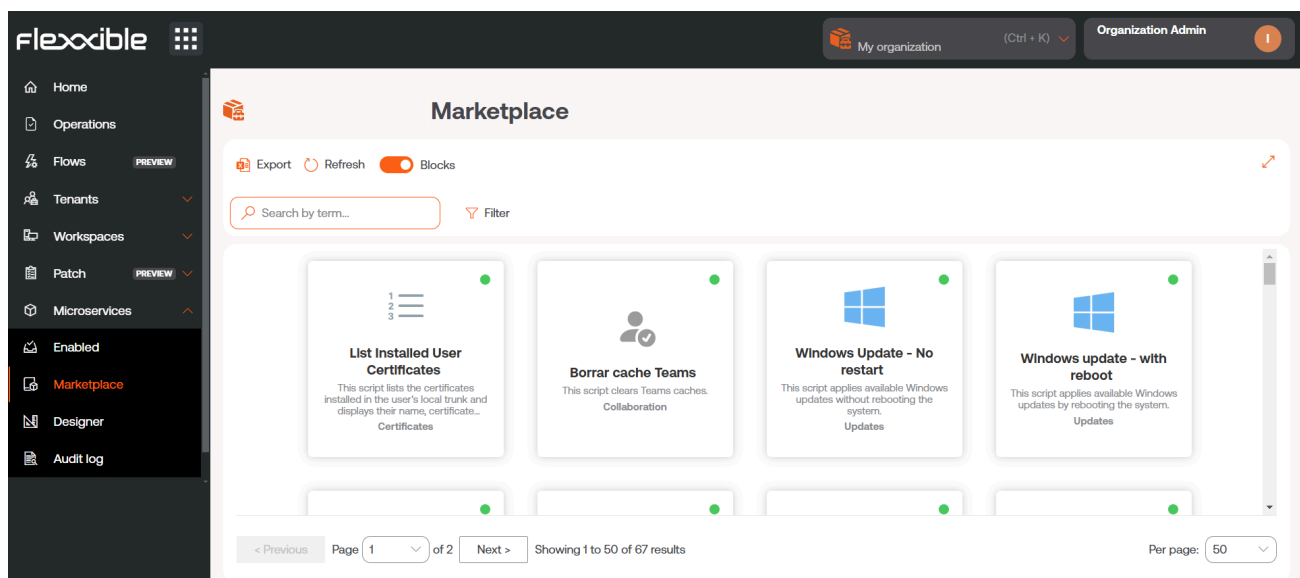 Flexxible
My organization
(Ctrl + K)
Organization Admin
I
Home
Operations
Flows PREVIEW
Tenants
Workspaces
Patch PREVIEW
Microservices
Enabled
Marketplace
Designer
Audit log
Marketplace
Export Refresh Blocks
Search by term... Filter
1
2
3
List Installed User
Certificates
This script lists the certificates
installed in the user's local trunk and
displays their name, certificate...
Certificates
Borrar cache Teams
This script clears Teams caches.
Collaboration
Windows Update - No
restart
This script applies available Windows
updates without rebooting the
system.
Updates
Windows update - with
reboot
This script applies available Windows
updates by rebooting the system.
Updates
< Previous Page 1 of 2 Next > Showing 1 to 50 of 67 results Per page: 50